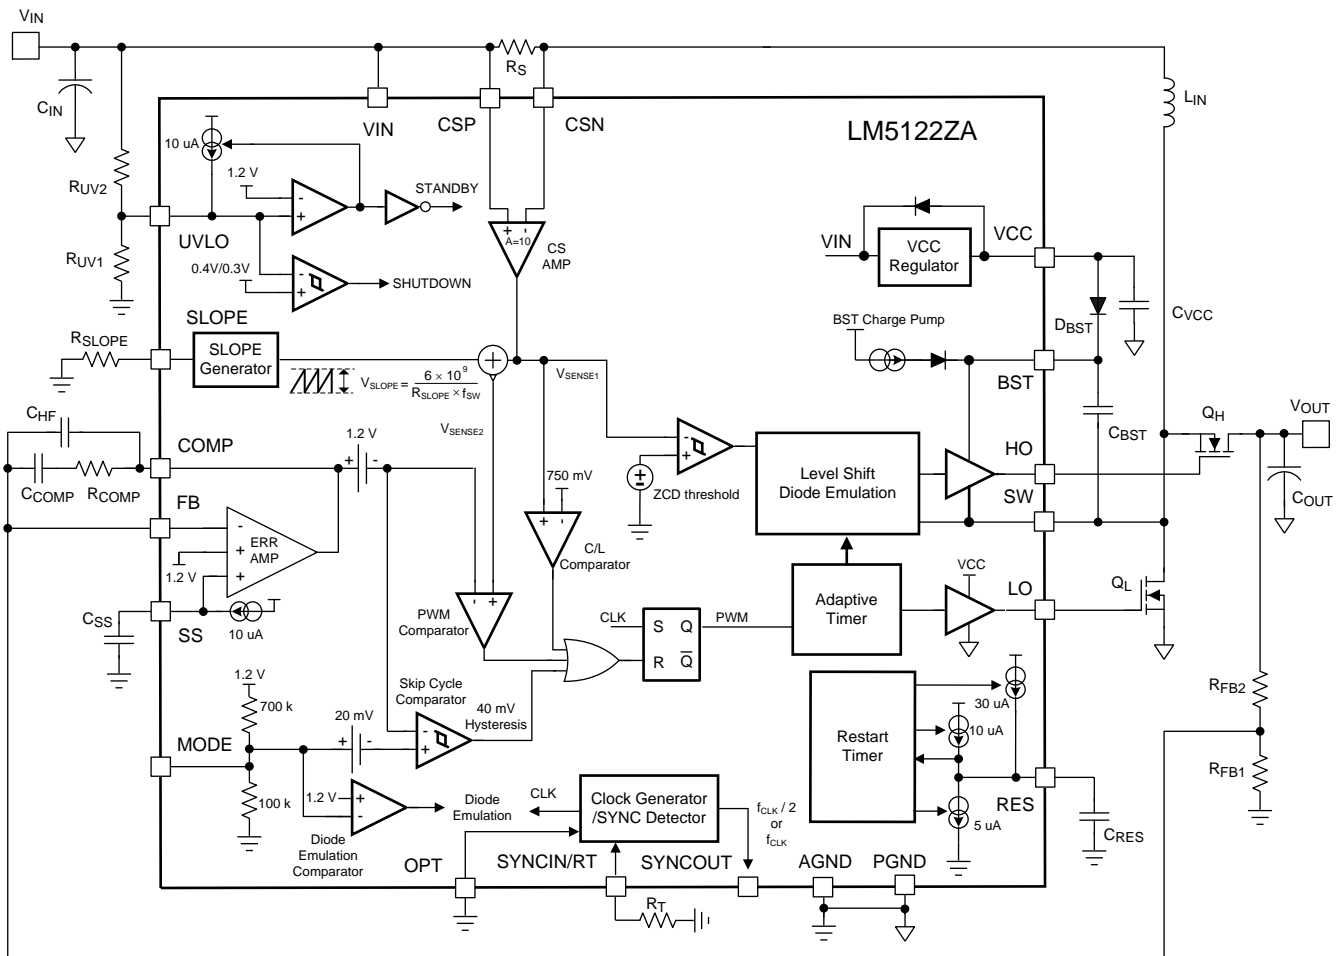 VIN
RS
CIN
LIN
VIN
CSP
CSN
LM5122ZA
10 uA
1.2 V
STANDBY
RUV2
UVLO
A=10
CS
AMP
VIN
VCC
Regulator
VCC
RUV1
0.4V/0.3V
SHUTDOWN
CVCC
DBST
SLOPE
BST Charge Pump
RSLOPE
SLOPE
Generator
VSLOPE = 6 × 10^9 / RSLOPE × fSW
VSENSE1
BST
VSENSE2
CHF
COMP
1.2 V
+
-
CBST
QH
VOUT
HO
CCOMP
RCOMP
750 mV
ZCD threshold
Level Shift
Diode Emulation
SW
COUT
FB
ERR
AMP
1.2 V
C/L
Comparator
VCC
QL
LO
CSS
SS
10 uA
PWM
Comparator
CLK
S Q
R Q
PWM
Adaptive
Timer
1.2 V
700 k
Skip Cycle
Comparator
40 mV
Hysteresis
20 mV
+
-
30 uA
10 uA
RFB2
MODE
Restart
Timer
RFB1
100 k
1.2 V
Diode
Emulation
Diode
Emulation
Comparator
CLK
Clock Generator
/SYNC Detector
fCLK / 2
or
fCLK
5 uA
RES
CRES
OPT
SYNCIN/RT
SYNCOUT
AGND
PGND
RT